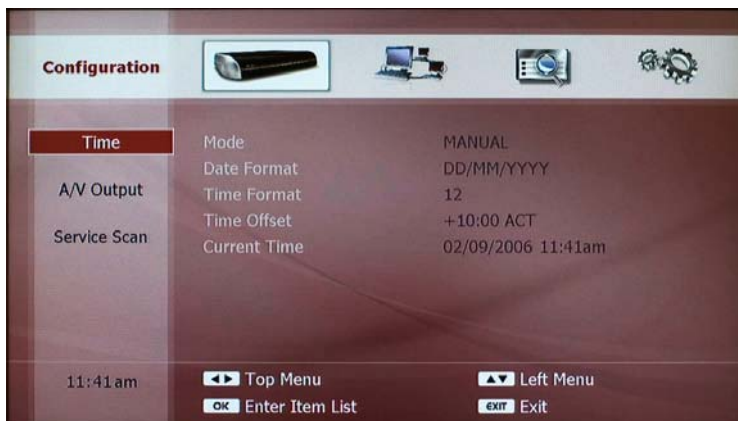 Configuration
Time
A/V Output
Service Scan
Mode MANUAL
Date Format DD/MM/YYYY
Time Format 12
Time Offset +10:00 ACT
Current Time 02/09/2006 11:41am
11:41am
Top Menu
Left Menu
OK Enter Item List
EXIT Exit